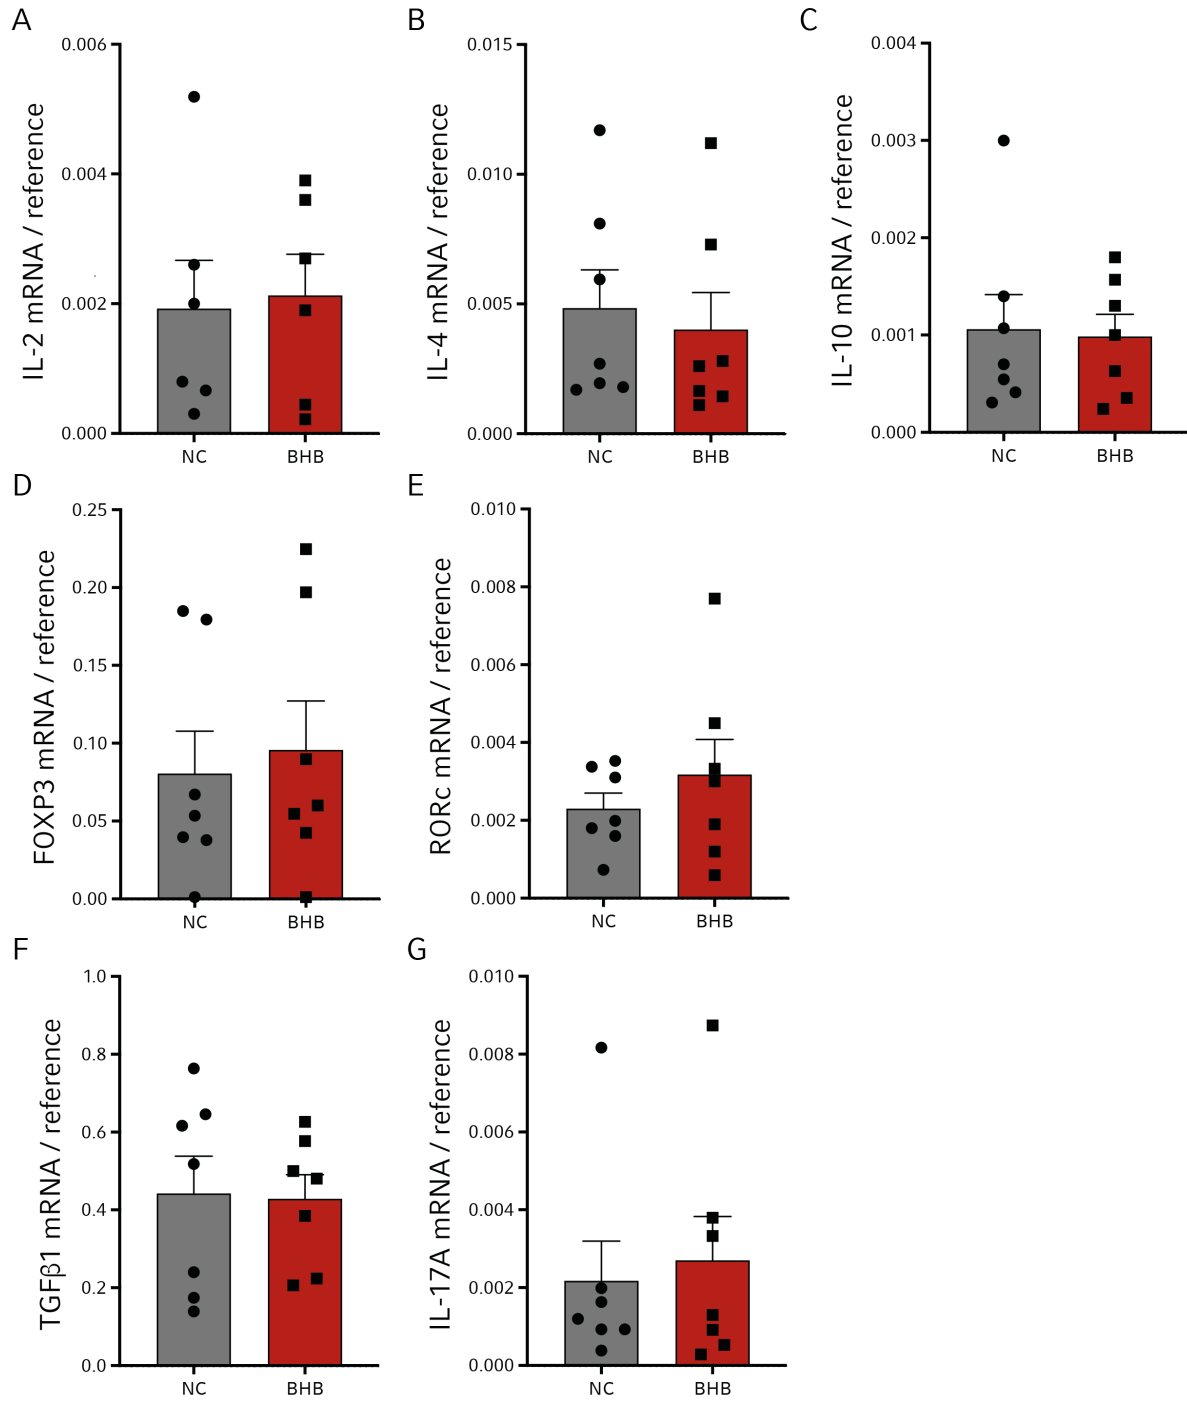 A
IL-2 mRNA / reference
0.006
0.004
0.002
0.000
NC
BHB
B
IL-4 mRNA / reference
0.015
0.010
0.005
0.000
NC
BHB
C
IL-10 mRNA / reference
0.004
0.003
0.002
0.001
0.000
NC
BHB
D
FOXP3 mRNA / reference
0.25
0.20
0.15
0.10
0.05
0.00
NC
BHB
E
RORc mRNA / reference
0.010
0.008
0.006
0.004
0.002
0.000
NC
BHB
F
TGFβ1 mRNA / reference
1.0
0.8
0.6
0.4
0.2
0.0
NC
BHB
G
IL-17A mRNA / reference
0.010
0.008
0.006
0.004
0.002
0.000
NC
BHB